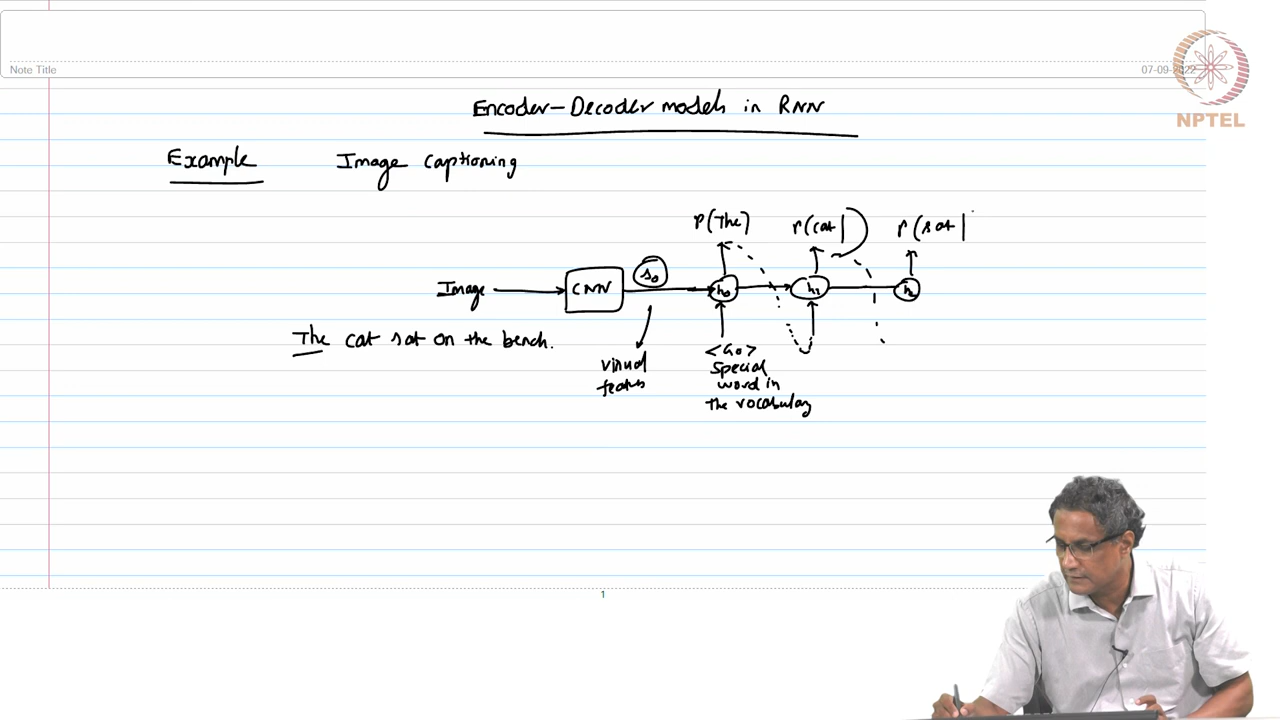 Note Title
07-09-2022
NPTEL
Encoder-Decoder models in RNN
Example Image captioning
P(The) P(cat| P(sat|
Image CNN s0 h0 h1 h2
The cat sat on the bench.
visual
<Go>
special
word in
the vocabulary
1